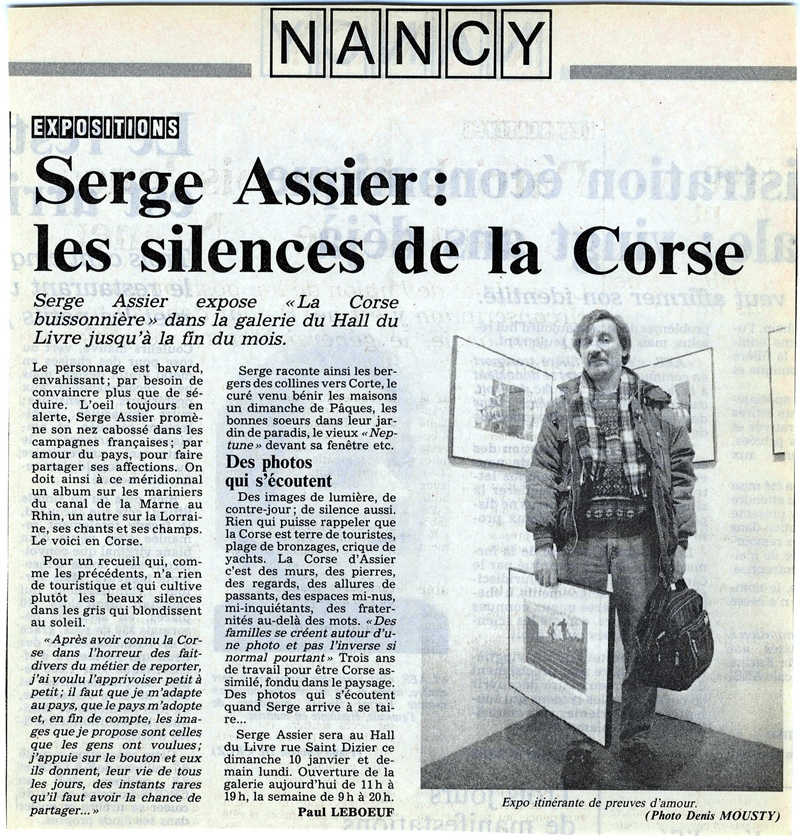 NANCY
EXPOSITIONS
Serge Assier :
les silences de la Corse
Serge Assier expose «La Corse
buissonnière» dans la galerie du Hall du
Livre jusqu'à la fin du mois.
Le personnage est bavard,
envahissant ; par besoin de
convaincre plus que de sé-
duire. L'oeil toujours en
alerte, Serge Assier promè-
ne son nez cabossé dans les
campagnes françaises ; par
amour du pays, pour faire
partager ses affections. On
doit ainsi à ce méridionnal
un album sur les mariniers
du canal de la Marne au
Rhin, un autre sur la Lorrai-
ne, ses chants et ses champs.
Le voici en Corse.
Pour un recueil qui, com-
me les précédents, n'a rien
de touristique et qui cultive
plutôt les beaux silences
dans les gris qui blondissent
au soleil.
«Après avoir connu la Cor-
se dans l'horreur des fait-
divers du métier de reporter,
j'ai voulu l'apprivoiser petit à
petit ; il faut que je m'adapte
au pays, que le pays m'adopte
et, en fin de compte, les ima-
ges que je propose sont celles
que les gens ont voulues ;
j'appuie sur le bouton et eux
ils donnent, leur vie de tous
les jours, des instants rares
qu'il faut avoir la chance de
partager...»
Serge raconte ainsi les ber-
gers des collines vers Corte, le
curé venu bénir les maisons
un dimanche de Pâques, les
bonnes soeurs dans leur jar-
din de paradis, le vieux «Nep-
tune» devant sa fenêtre etc.
Des photos
qui s'écoutent
Des images de lumière, de
contre-jour ; de silence aussi.
Rien qui puisse rappeler que
la Corse est terre de touristes,
plage de bronzages, crique de
yachts. La Corse d'Assier
c'est des murs, des pierres,
des regards, des allures de
passants, des espaces mi-nus,
mi-inquiétants, des frater-
nités au-delà des mots. «Des
familles se créent autour d'u-
ne photo et pas l'inverse si
normal pourtant» Trois ans
de travail pour être Corse as-
similé, fondu dans le paysage.
Des photos qui s'écoutent
quand Serge arrive à se tai-
re...
Serge Assier sera au Hall
du Livre rue Saint Dizier ce
dimanche 10 janvier et de-
main lundi. Ouverture de la
galerie aujourd'hui de 11 h à
19 h, la semaine de 9 h à 20 h.
Paul LEBOEUF
Expo itinérante de preuves d'amour.
(Photo Denis MOUSTY)